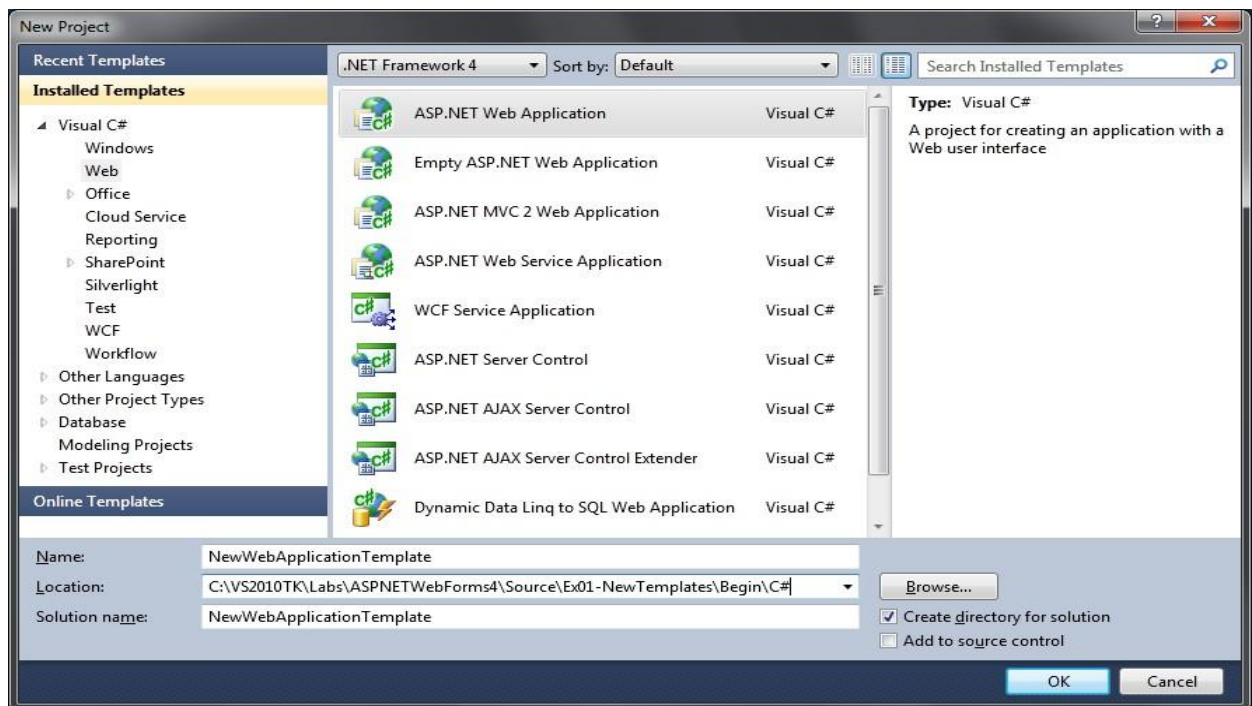 New Project
Recent Templates
Installed Templates
Visual C#
Windows
Web
Office
Cloud Service
Reporting
SharePoint
Silverlight
Test
WCF
Workflow
Other Languages
Other Project Types
Database
Modeling Projects
Test Projects
Online Templates
.NET Framework 4
Sort by: Default
Search Installed Templates
ASP.NET Web Application Visual C#
Empty ASP.NET Web Application Visual C#
ASP.NET MVC 2 Web Application Visual C#
ASP.NET Web Service Application Visual C#
WCF Service Application Visual C#
ASP.NET Server Control Visual C#
ASP.NET AJAX Server Control Visual C#
ASP.NET AJAX Server Control Extender Visual C#
Dynamic Data Linq to SQL Web Application Visual C#
Type: Visual C#
A project for creating an application with a
Web user interface
Name: NewWebApplicationTemplate
Location: C:\VS2010TK\Labs\ASPNETWebForms4\Source\Ex01-NewTemplates\Begin\C#
Browse...
Solution name: NewWebApplicationTemplate
Create directory for solution
Add to source control
OK
Cancel